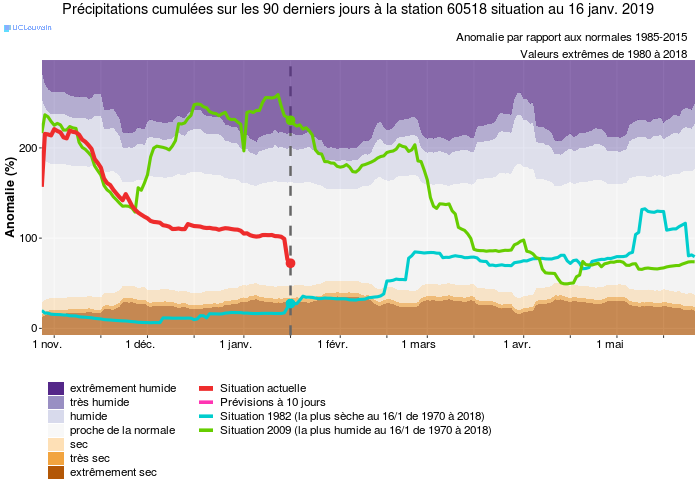 Précipitations cumulées sur les 90 derniers jours à la station 60518 situation au 16 janv. 2019
UCLouvain
Anomalie par rapport aux normales 1985-2015
Valeurs extrêmes de 1980 à 2018
Anomalie (%)
200
100
0
1 nov.
1 déc.
1 janv.
1 févr.
1 mars
1 avr.
1 mai
extrêmement humide
très humide
humide
proche de la normale
sec
très sec
extrêmement sec
Situation actuelle
Prévisions à 10 jours
Situation 1982 (la plus sèche au 16/1 de 1970 à 2018)
Situation 2009 (la plus humide au 16/1 de 1970 à 2018)